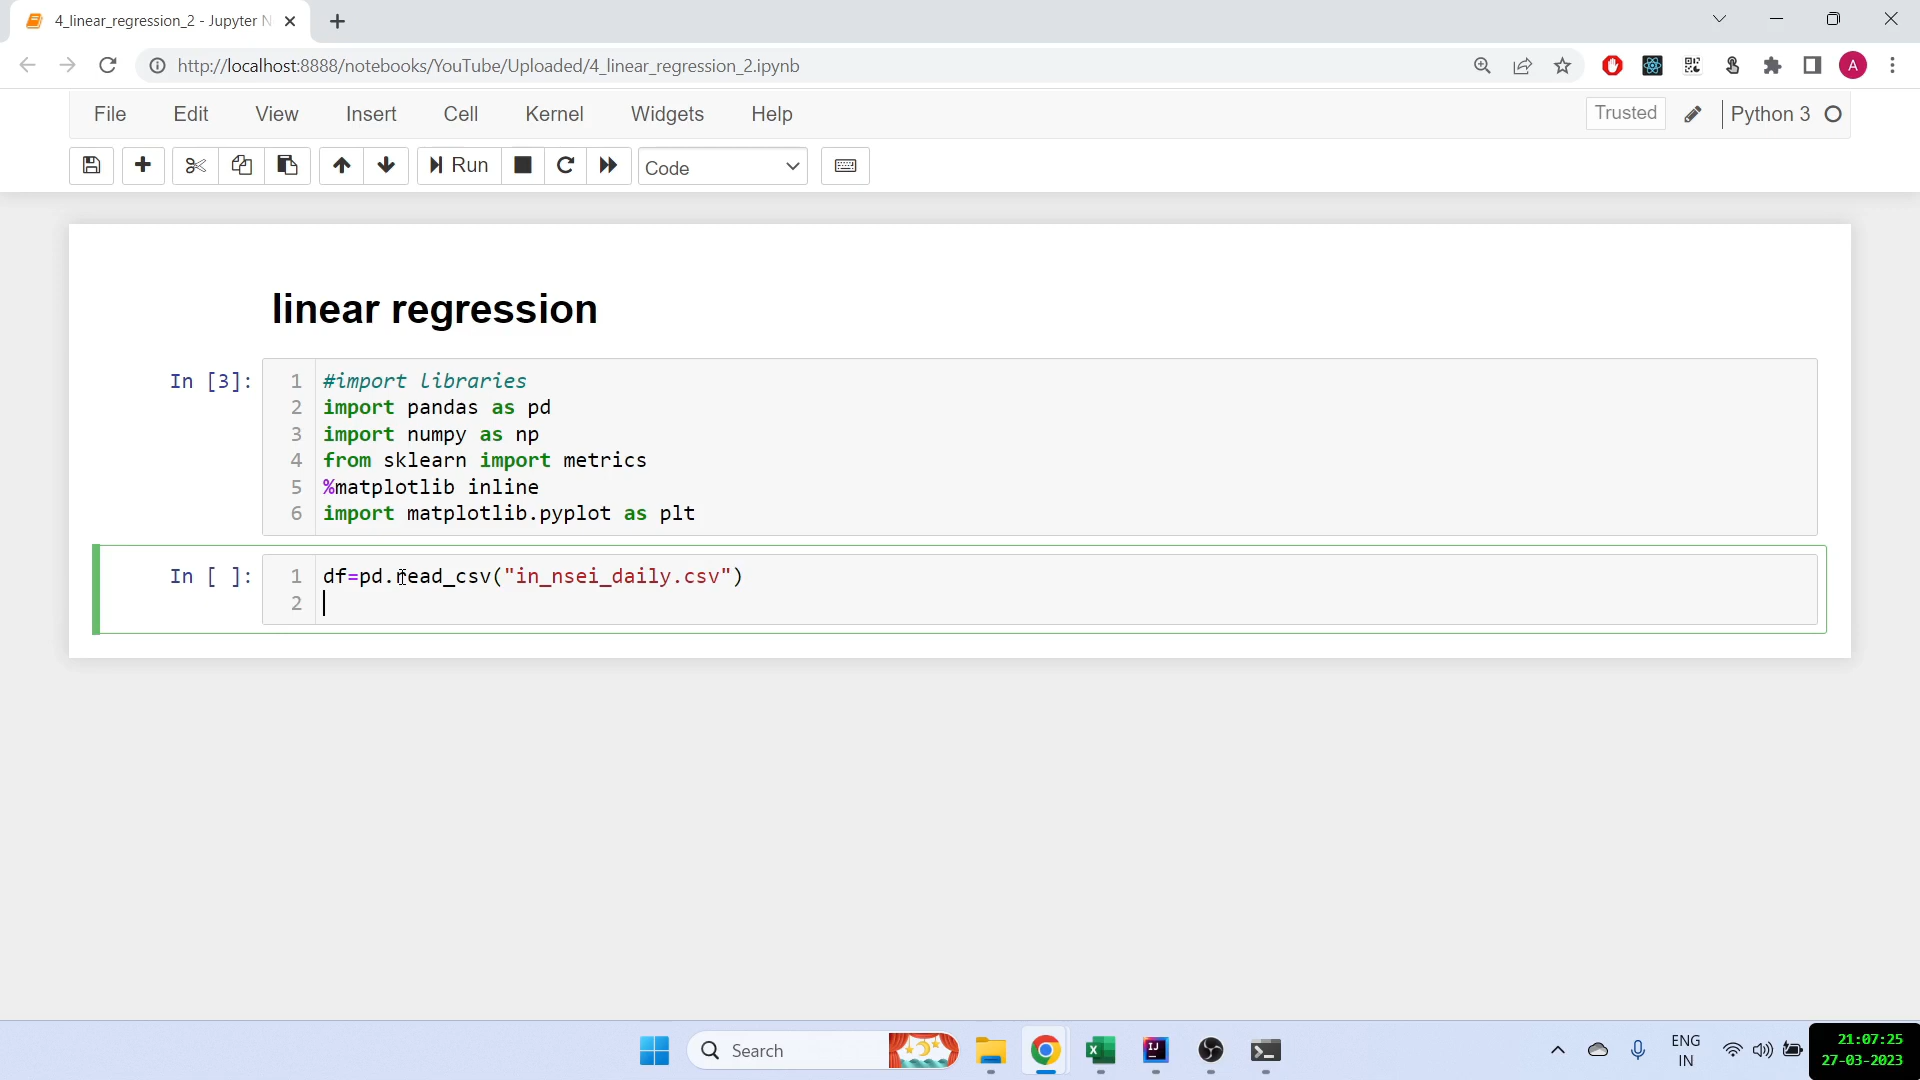 4_linear_regression_2 - Jupyter N
http://localhost:8888/notebooks/YouTube/Uploaded/4_linear_regression_2.ipynb
A
File Edit View Insert Cell Kernel Widgets Help Trusted Python 3
Run Code
linear regression
In [3]:
1 #import libraries
2 import pandas as pd
3 import numpy as np
4 from sklearn import metrics
5 %matplotlib inline
6 import matplotlib.pyplot as plt
In [ ]:
1 df=pd.read_csv("in_nsei_daily.csv")
2
Search
ENG
IN
21:07:25
27-03-2023